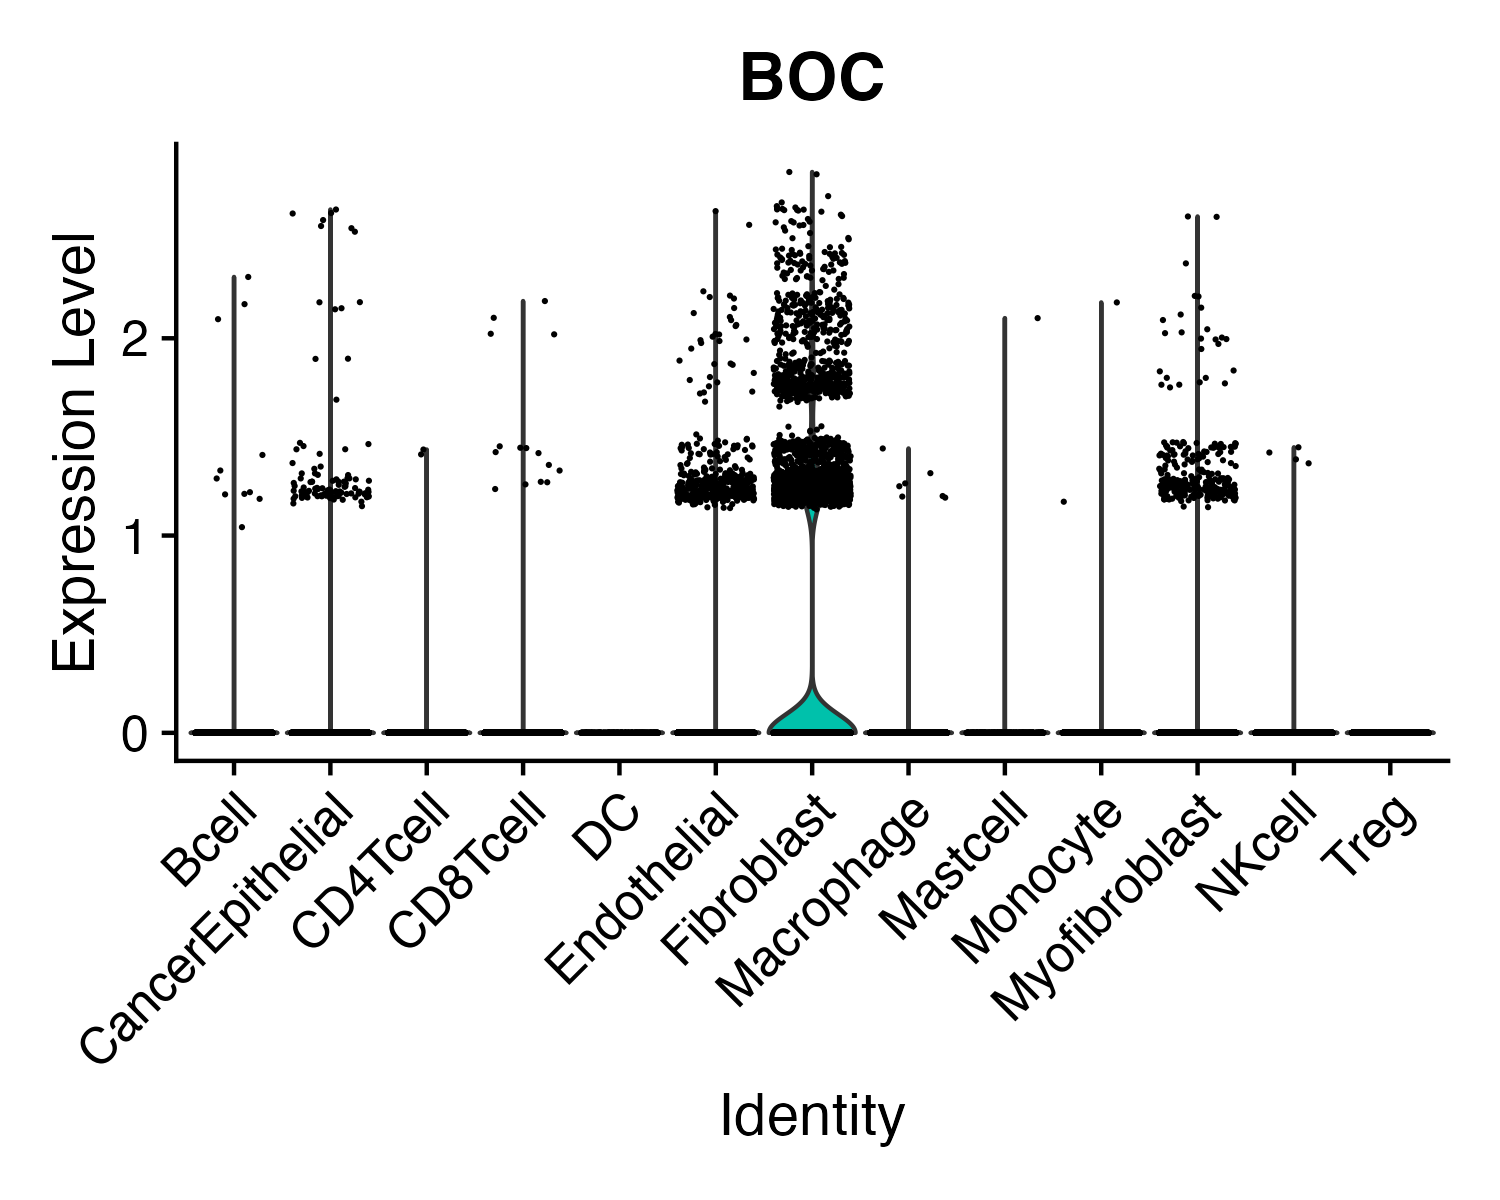 BOC
Expression Level
2
1
0
Bcell
CancerEpithelial
CD4Tcell
CD8Tcell
DC
Endothelial
Fibroblast
Macrophage
Mastcell
Monocyte
Myofibroblast
NKcell
Treg
Identity